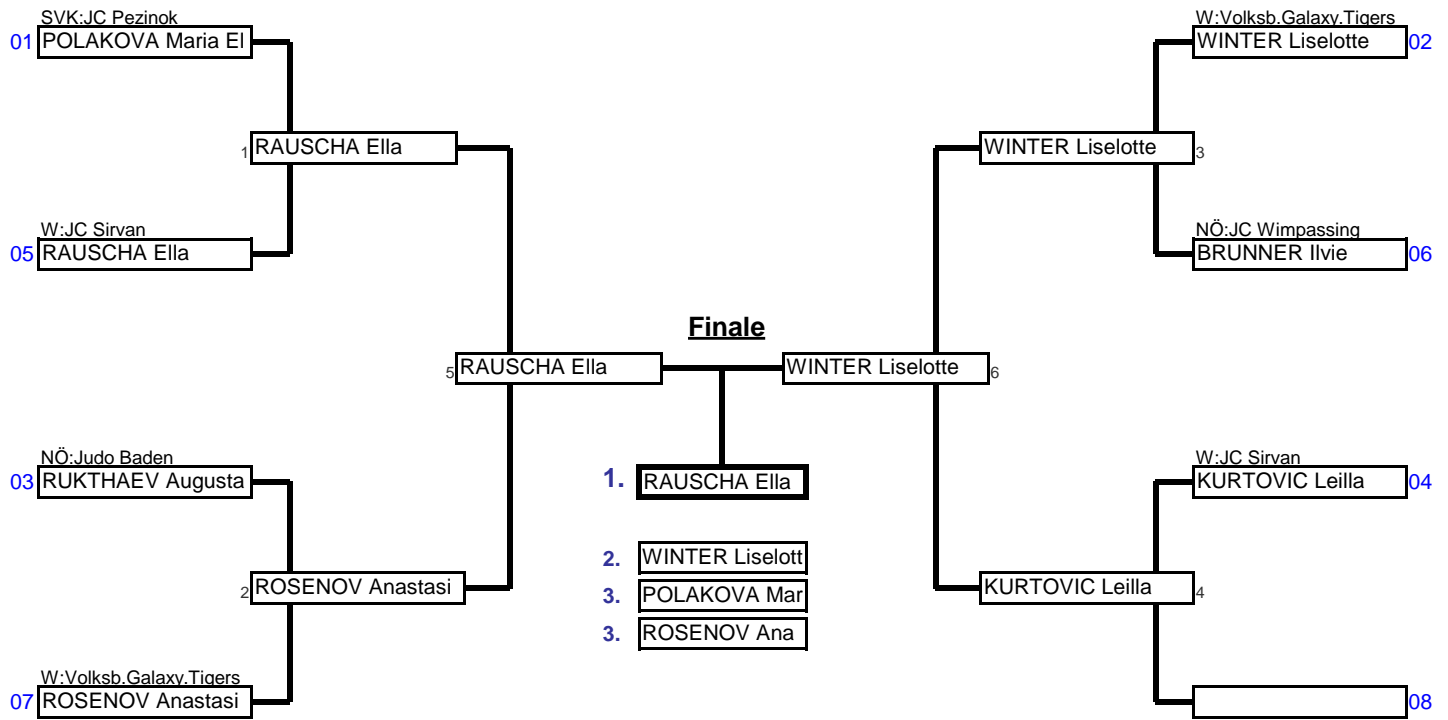 SVK:JC Pezinok
01 POLAKOVA Maria El
1 RAUSCHA Ella
W:JC Sirvan
05 RAUSCHA Ella
5 RAUSCHA Ella
NÖ:Judo Baden
03 RUKTHAEV Augusta
2 ROSENOV Anastasi
W:Volksb.Galaxy.Tigers
07 ROSENOV Anastasi
Finale
1. RAUSCHA Ella
2. WINTER Liselott
3. POLAKOVA Mar
3. ROSENOV Ana
W:Volksb.Galaxy.Tigers
WINTER Liselotte 02
WINTER Liselotte 3
NÖ:JC Wimpassing
BRUNNER Ilvie 06
WINTER Liselotte 6
W:JC Sirvan
KURTOVIC Leilla 04
KURTOVIC Leilla 4
08